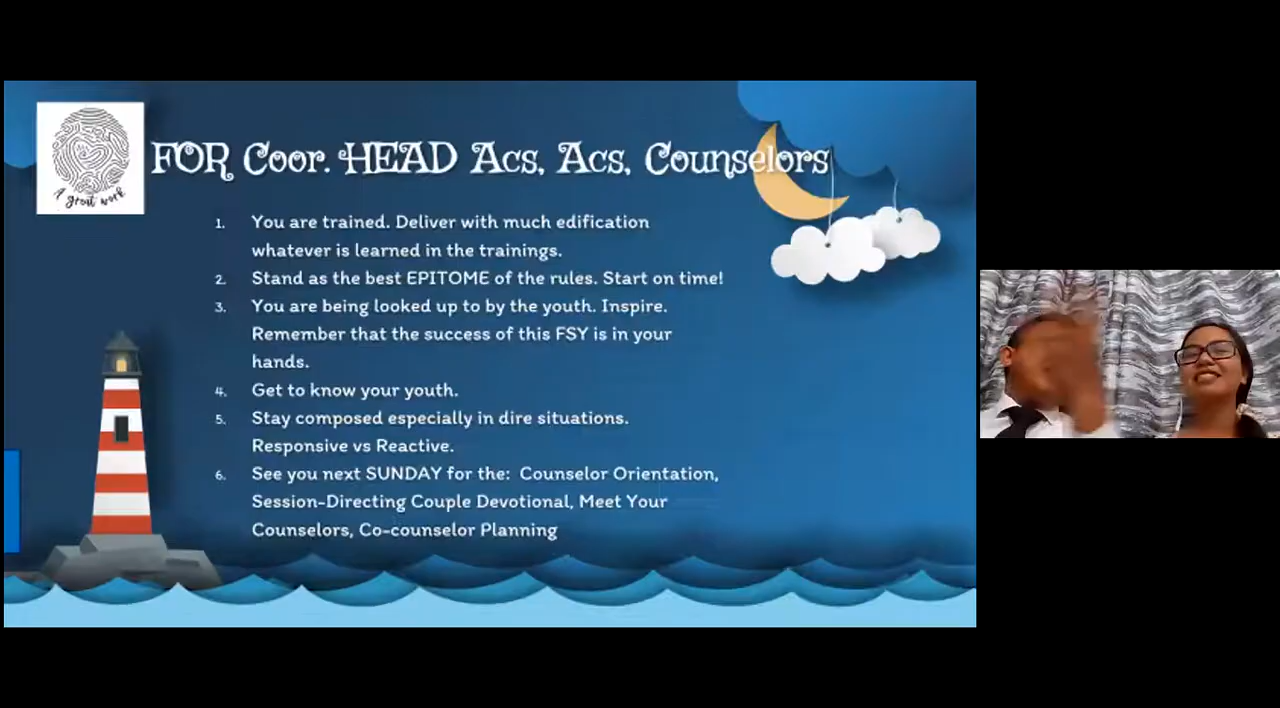 A great work
FOR Coor. HEAD Acs, Acs, Counselors
1. You are trained. Deliver with much edification
whatever is learned in the trainings.
2. Stand as the best EPITOME of the rules. Start on time!
3. You are being looked up to by the youth. Inspire.
Remember that the success of this FSY is in your
hands.
4. Get to know your youth.
5. Stay composed especially in dire situations.
Responsive vs Reactive.
6. See you next SUNDAY for the: Counselor Orientation,
Session-Directing Couple Devotional, Meet Your
Counselors, Co-counselor Planning